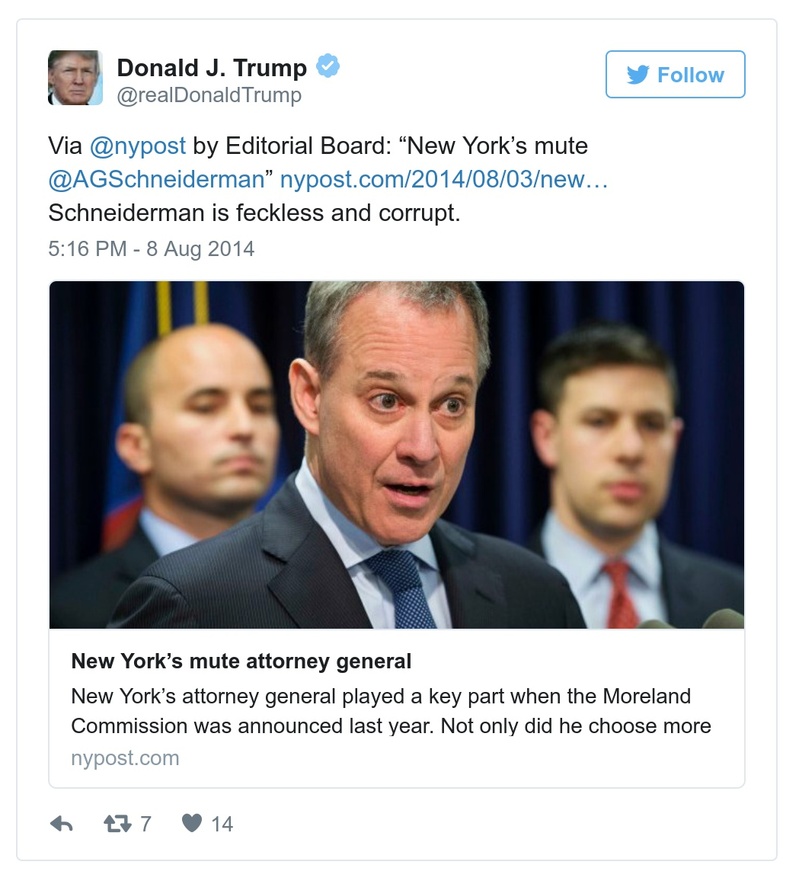 Donald J. Trump
@realDonaldTrump
Follow
Via @nypost by Editorial Board: “New York’s mute
@AGSchneiderman” nypost.com/2014/08/03/new…
Schneiderman is feckless and corrupt.
5:16 PM - 8 Aug 2014
New York’s mute attorney general
New York’s attorney general played a key part when the Moreland
Commission was announced last year. Not only did he choose more
nypost.com
7
14